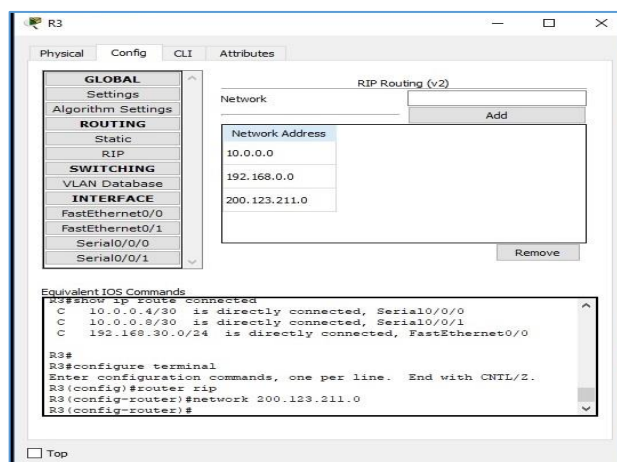 R3
Physical Config CLI Attributes
GLOBAL
Settings
Algorithm Settings
ROUTING
Static
RIP
SWITCHING
VLAN Database
INTERFACE
FastEthernet0/0
FastEthernet0/1
Serial0/0/0
Serial0/0/1
RIP Routing (v2)
Network
Add
Network Address
10.0.0.0
192.168.0.0
200.123.211.0
Remove
Equivalent IOS Commands
R3#show ip route connected
C 10.0.0.4/30 is directly connected, Serial0/0/0
C 10.0.0.8/30 is directly connected, Serial0/0/1
C 192.168.30.0/24 is directly connected, FastEthernet0/0
R3#
R3#configure terminal
Enter configuration commands, one per line. End with CNTL/Z.
R3(config)#router rip
R3(config-router)#network 200.123.211.0
R3(config-router)#
Top